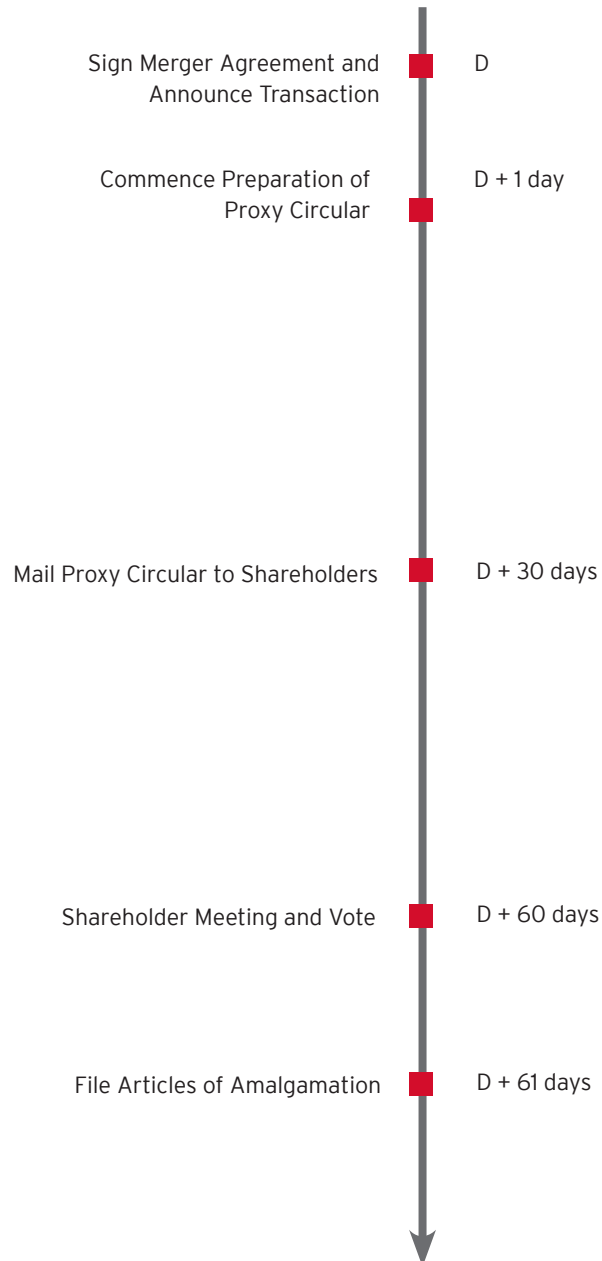 Sign Merger Agreement and
Announce Transaction
D
Commence Preparation of
Proxy Circular
D + 1 day
Mail Proxy Circular to Shareholders
D + 30 days
Shareholder Meeting and Vote
D + 60 days
File Articles of Amalgamation
D + 61 days